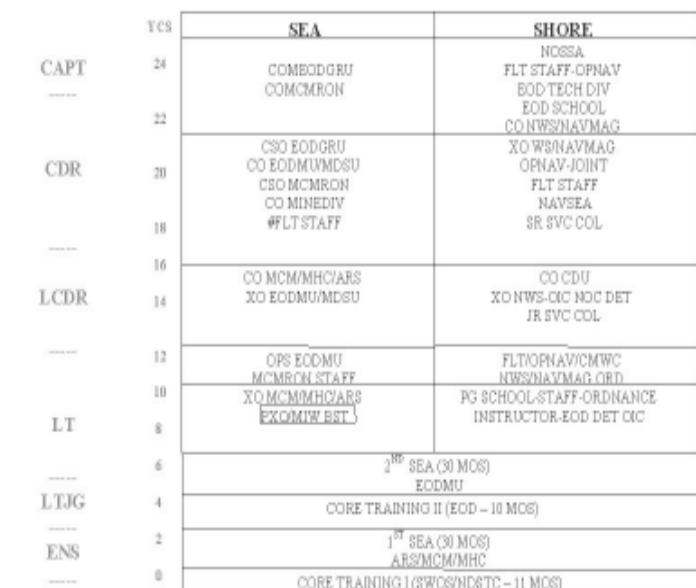 YCS SEA SHORE
CAPT 24 22
COMEODGRU
COMCMRON
NOSSA
FLT STAFF-OPNAV
EOD TECH DIV
EOD SCHOOL
CO NWS/NAVMAG
CDR 20 18
CSO EODGRU
CO EODMU/MDSU
CSO MCMRON
CO MINEDIV
#FLT STAFF
XO WS/NAVMAG
OPNAV-JOINT
FLT STAFF
NAVSEA
SR SVC COL
16
LCDR 14
CO MCM/MHC/ARS
XO EODMU/MDSU
CO CDU
XO NWS-OIC NOC DET
JR SVC COL
12
OPS EODMU
MCMRON STAFF
FLT/OPNAV/CMWC
NWS/NAVMAG ORD
10
LT 8
XO MCM/MHC/ARS
PXO/MIW BST
PG SCHOOL-STAFF-ORDNANCE
INSTRUCTOR-EOD DET OIC
6
2ND SEA (30 MOS)
EODMU
LTJG 4
CORE TRAINING II (EOD – 10 MOS)
2
ENS
1ST SEA (30 MOS)
ARS/MCM/MHC
0
CORE TRAINING I (SWOS/NDSTC – 11 MOS)